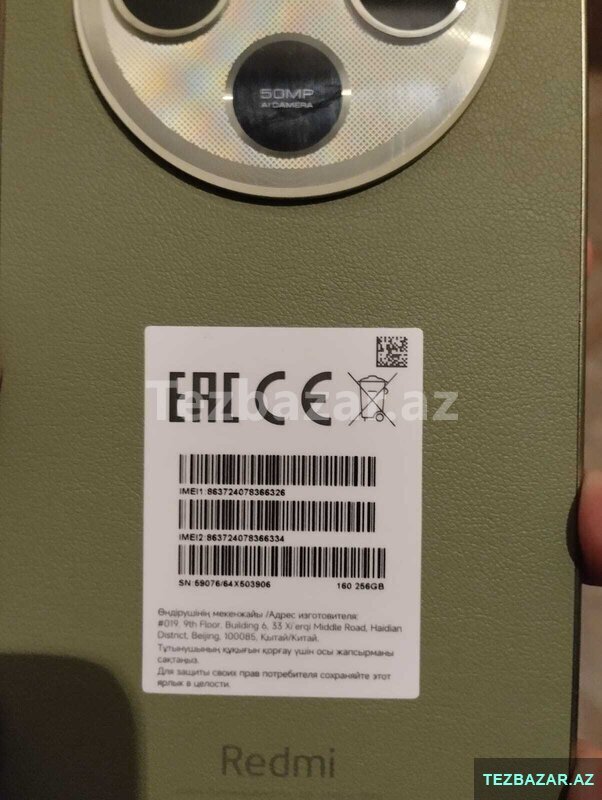 50MP
AI CAMERA
EAC CE
Tezbazar.az
IMEI1:863724078366326
IMEI2:863724078366334
SN:59076/64X503906 160 256GB
Өндірушінің мекенжайы /Адрес изготовителя:
#019, 9th Floor, Building 6, 33 Xi'erqi Middle Road, Haidian
District, Beijing, 100085, Қытай/Китай.
Тұтынушының құқығын қорғау үшін осы жапсырманы
сақтаңыз.
Для защиты своих прав потребителя сохраняйте этот
ярлык в целости.
Redmi
TEZBAZAR.AZ